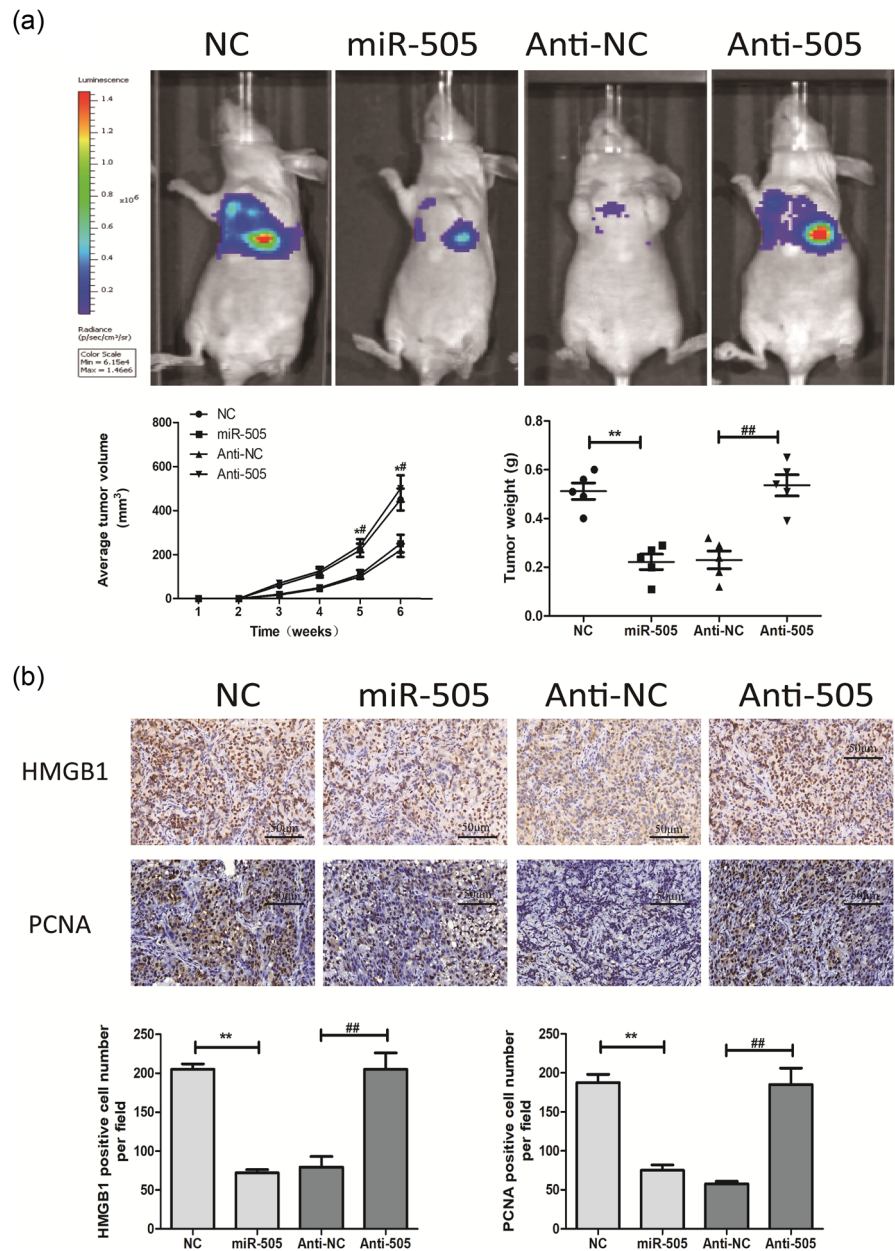 (a)
NC miR-505 Anti-NC Anti-505
Luminescence
1.4
1.2
1.0
0.8
×10⁶
0.6
0.4
0.2
Radiance
(p/sec/cm²/sr)
Color Scale
Min = 6.15e4
Max = 1.46e6
NC
miR-505
Anti-NC
Anti-505
Average tumor volume
(mm³)
800
600
400
200
0
*#
*#
1 2 3 4 5 6
Time (weeks)
Tumor weight (g)
0.8
0.6
0.4
0.2
0.0
** ##
NC miR-505 Anti-NC Anti-505
(b)
NC miR-505 Anti-NC Anti-505
HMGB1
50μm 50μm 50μm 50μm
PCNA
50μm 50μm 50μm 50μm
HMGB1 positive cell number
per field
250
200
150
100
50
0
** ##
NC miR-505 Anti-NC Anti-505
PCNA positive cell number
per field
250
200
150
100
50
0
** ##
NC miR-505 Anti-NC Anti-505